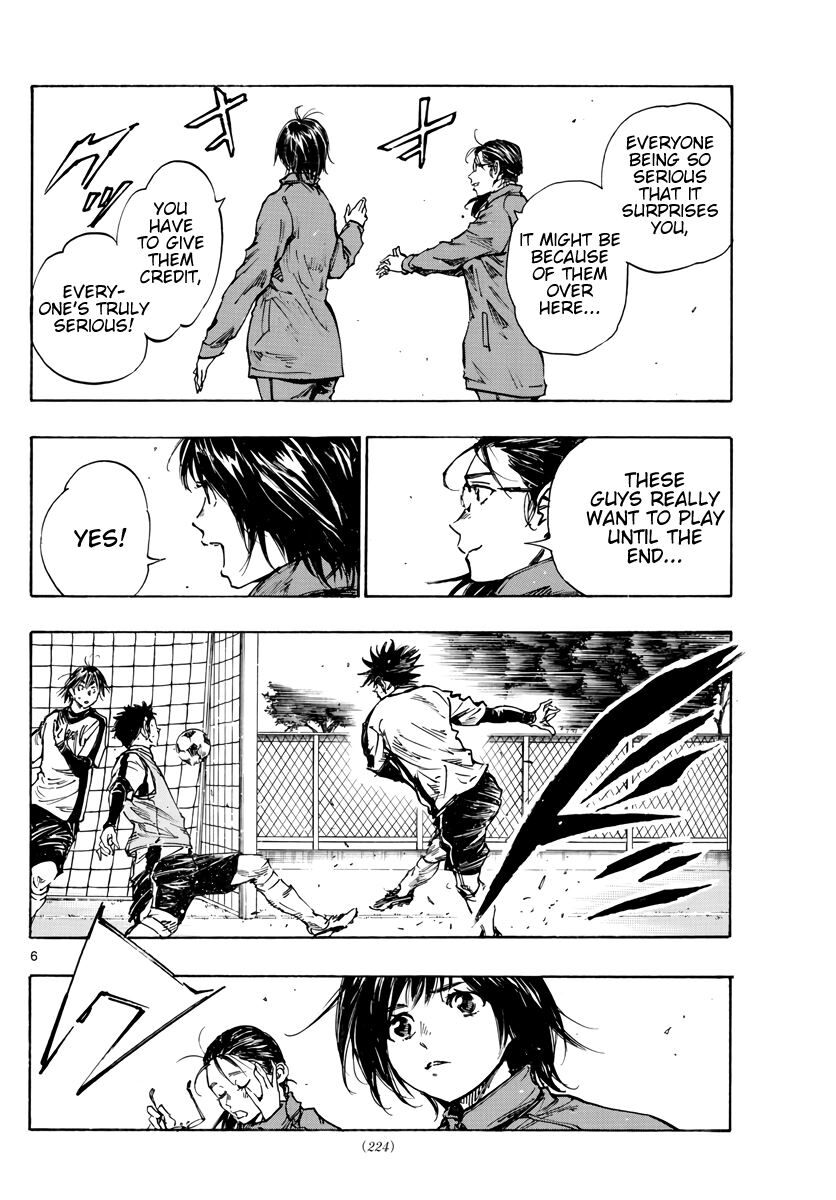 EVERYONE
BEING SO
SERIOUS
THAT IT
SURPRISES
YOU,
IT MIGHT BE
BECAUSE
OF THEM
OVER
HERE...
YOU
HAVE
TO GIVE
THEM
CREDIT,
EVERY-
ONE'S TRULY
SERIOUS!
THESE
GUYS REALLY
WANT TO PLAY
UNTIL THE
END...
YES!
6
(224)